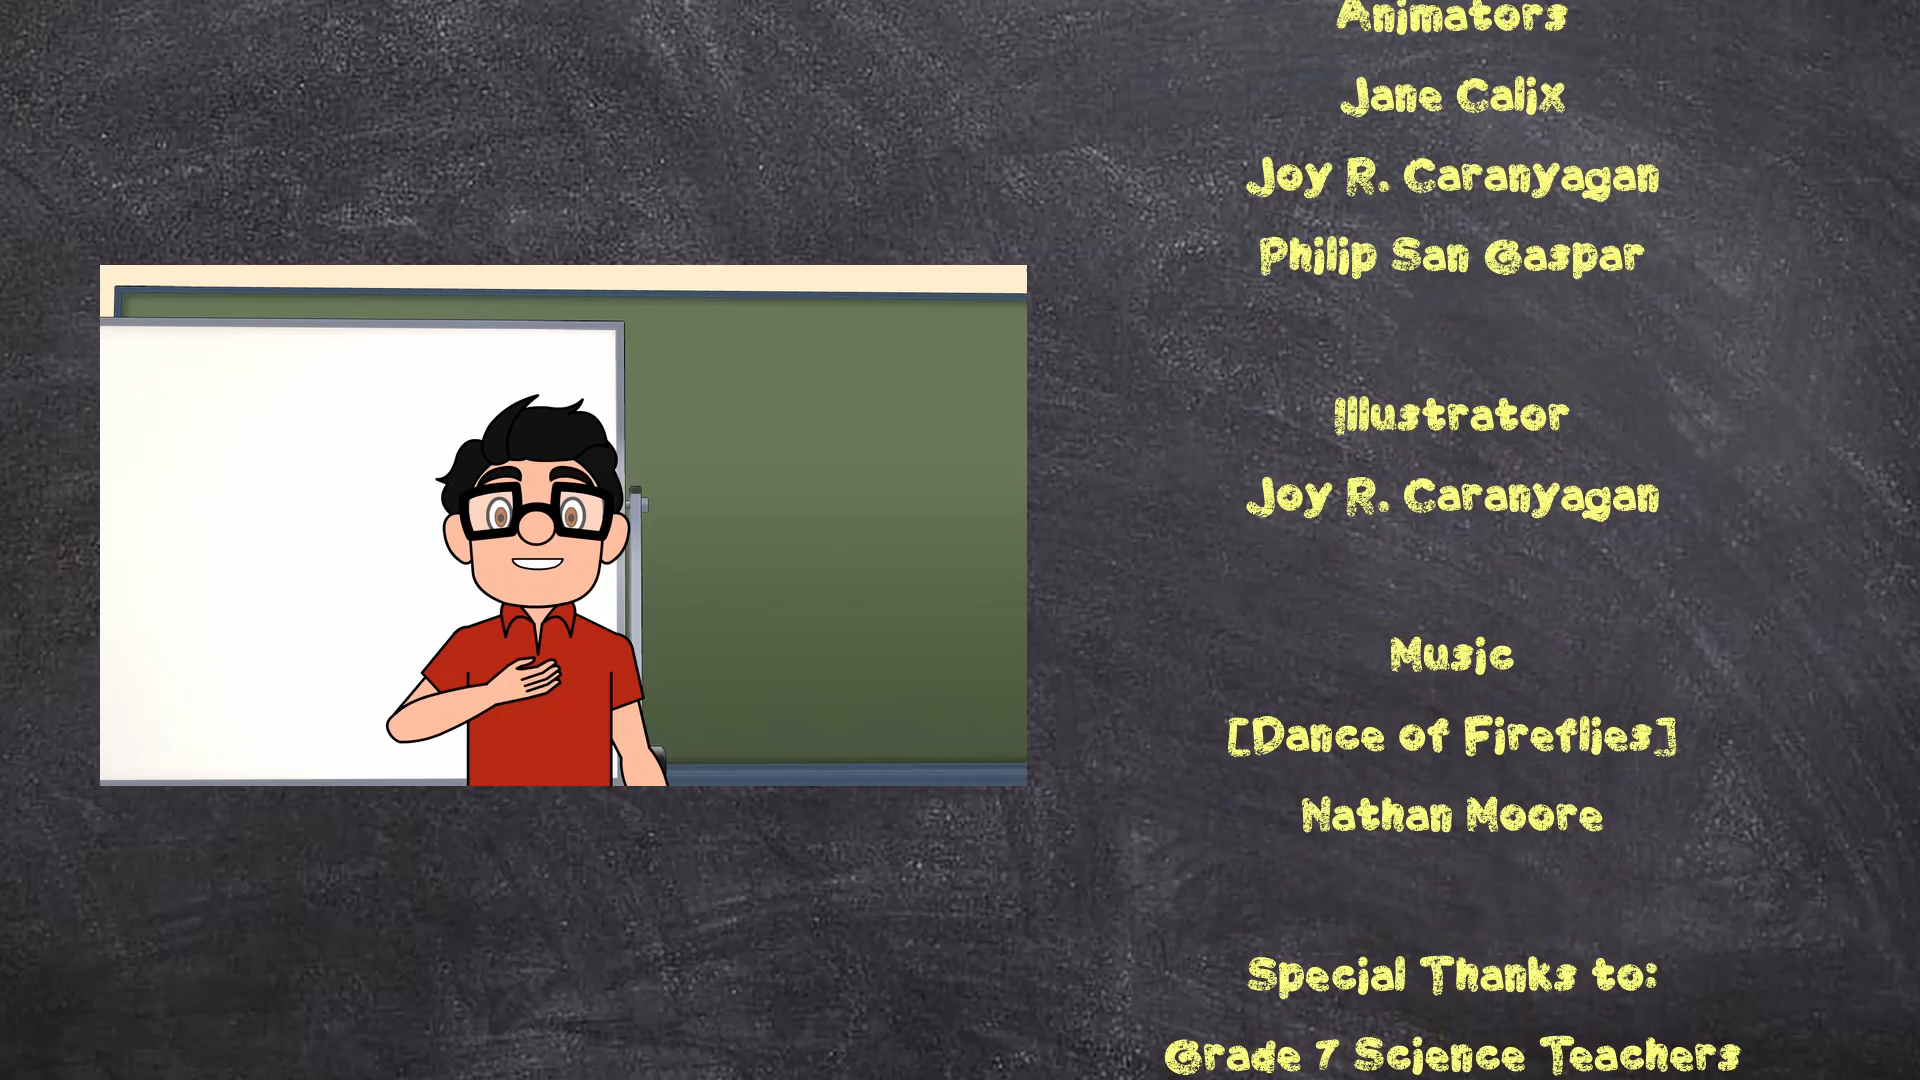 Animators
Jane Calix
Joy R. Caranyagan
Philip San Gaspar
Illustrator
Joy R. Caranyagan
Music
[Dance of Fireflies]
Nathan Moore
Special Thanks to:
Grade 7 Science Teachers